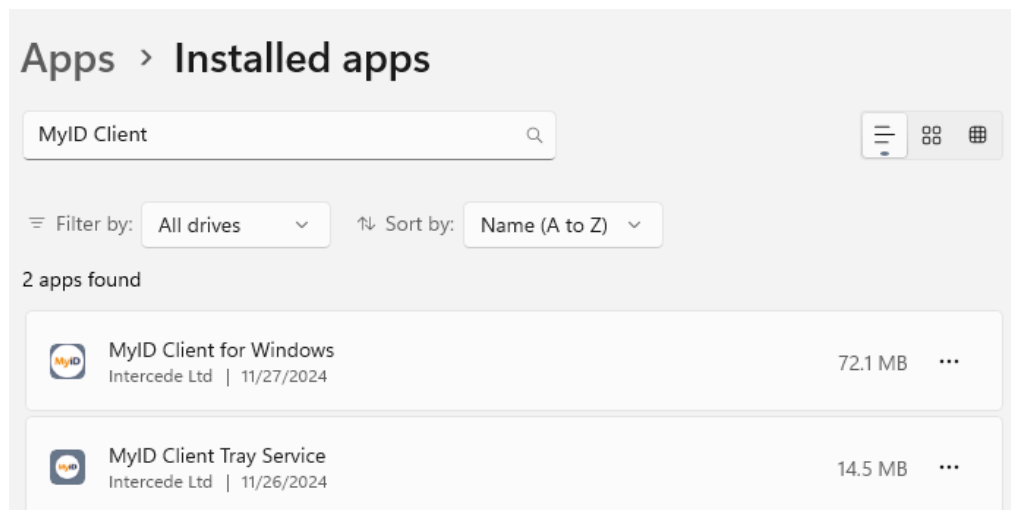 Apps > Installed apps
MyID Client
Filter by: All drives Sort by: Name (A to Z)
2 apps found
MyID
MyID Client for Windows
Intercede Ltd | 11/27/2024
72.1 MB
MyID
MyID Client Tray Service
Intercede Ltd | 11/26/2024
14.5 MB